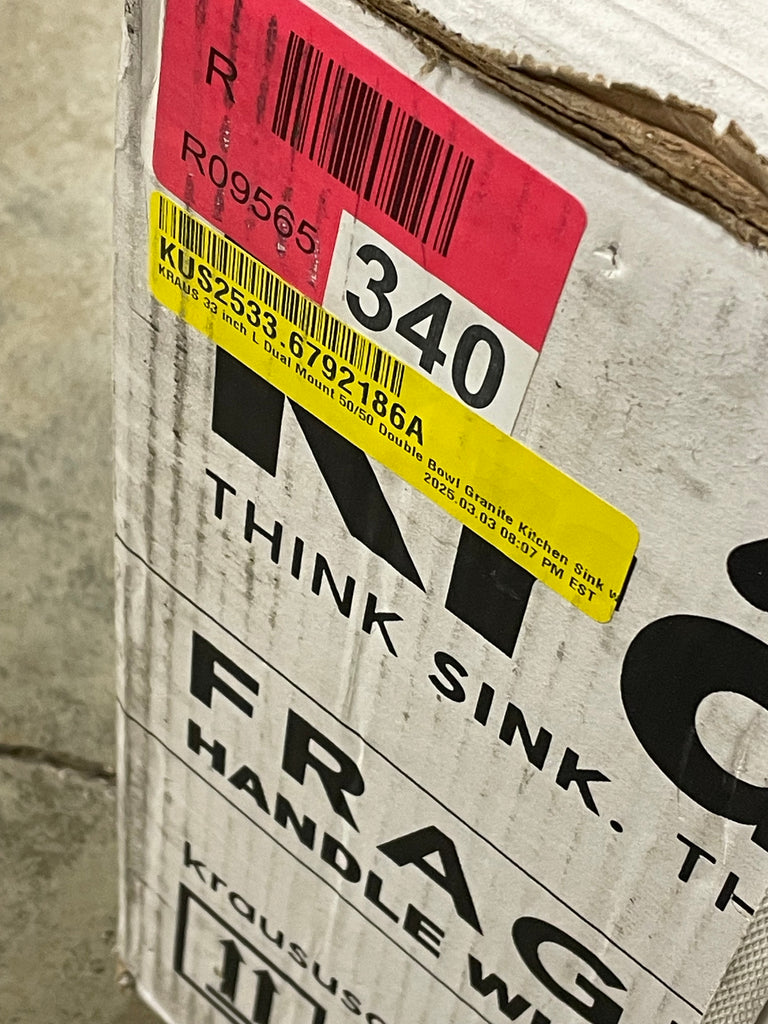 R
R09565
340
KUS2533.6792186A
KRAUS 33 inch L Dual Mount 50/50 Double Bowl Granite Kitchen Sink w
2025.03.03 08:07 PM EST
THINK SINK. TH
FRAG
HANDLE WI
krausus